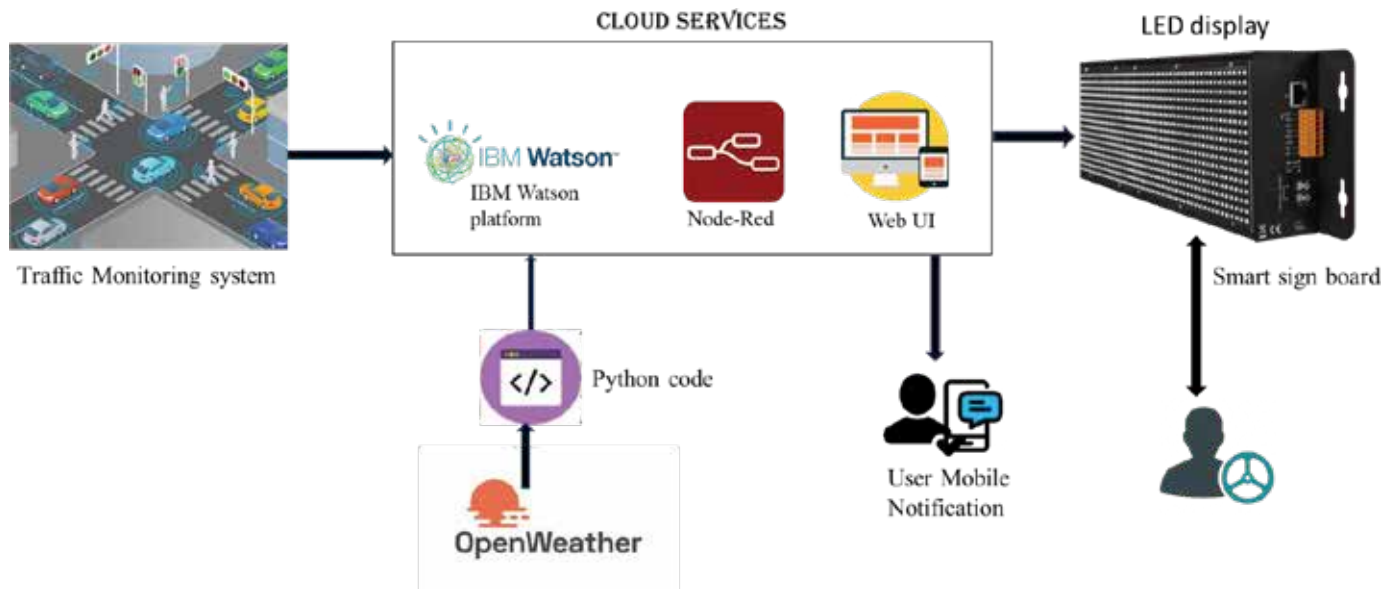 CLOUD SERVICES
LED display
IBM Watson™
IBM Watson
platform
Node-Red
Web UI
Traffic Monitoring system
Smart sign board
</>
Python code
User Mobile
Notification
OpenWeather